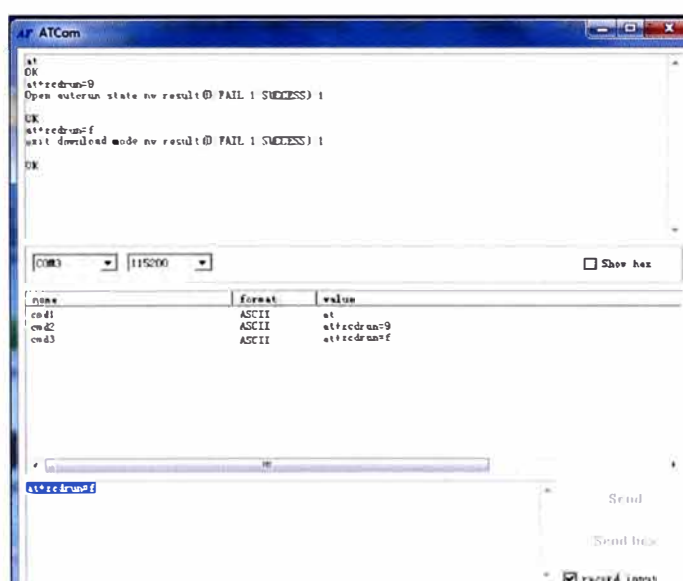 ATCom
at
OK
at+zcdrun=9
Open autorun state nv result(0 FAIL 1 SUCCESS) 1
OK
at+zcdrun=f
exit download mode nv result(0 FAIL 1 SUCCESS) 1
OK
COM3 115200 Show hex
name format value
cmd1 ASCII at
cmd2 ASCII at+zcdrun=9
cmd3 ASCII at+zcdrun=f
at+zcdrun=f
Send
Send hex
record input